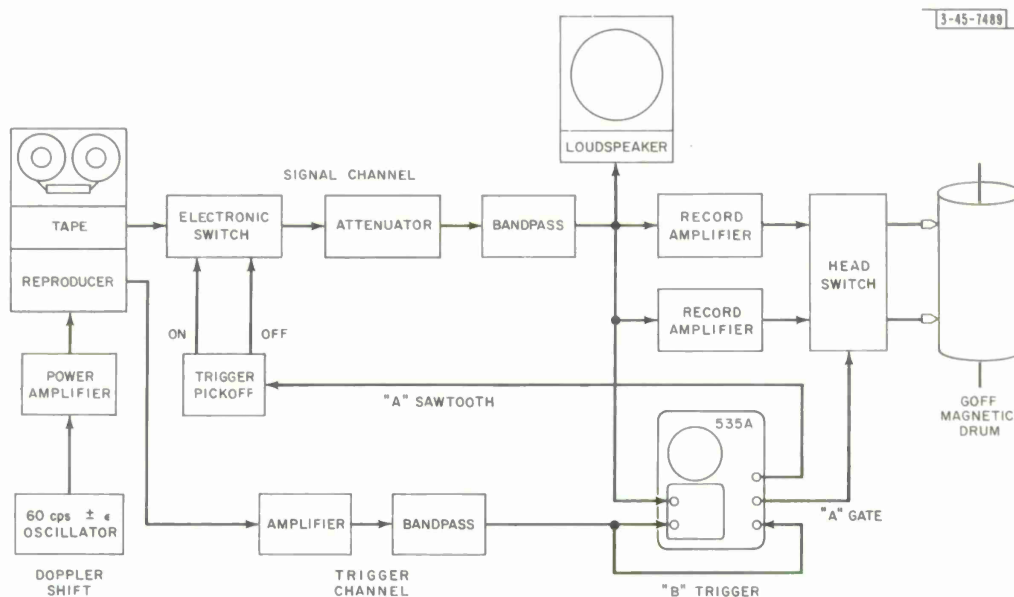 3-45-7489
LOUDSPEAKER
SIGNAL CHANNEL
TAPE
REPRODUCER
ELECTRONIC
SWITCH
ATTENUATOR
BANDPASS
RECORD
AMPLIFIER
RECORD
AMPLIFIER
HEAD
SWITCH
GOFF
MAGNETIC
DRUM
ON
OFF
TRIGGER
PICKOFF
"A" SAWTOOTH
POWER
AMPLIFIER
535A
"A" GATE
60 cps ± ϵ
OSCILLATOR
DOPPLER
SHIFT
AMPLIFIER
BANDPASS
TRIGGER
CHANNEL
"B" TRIGGER